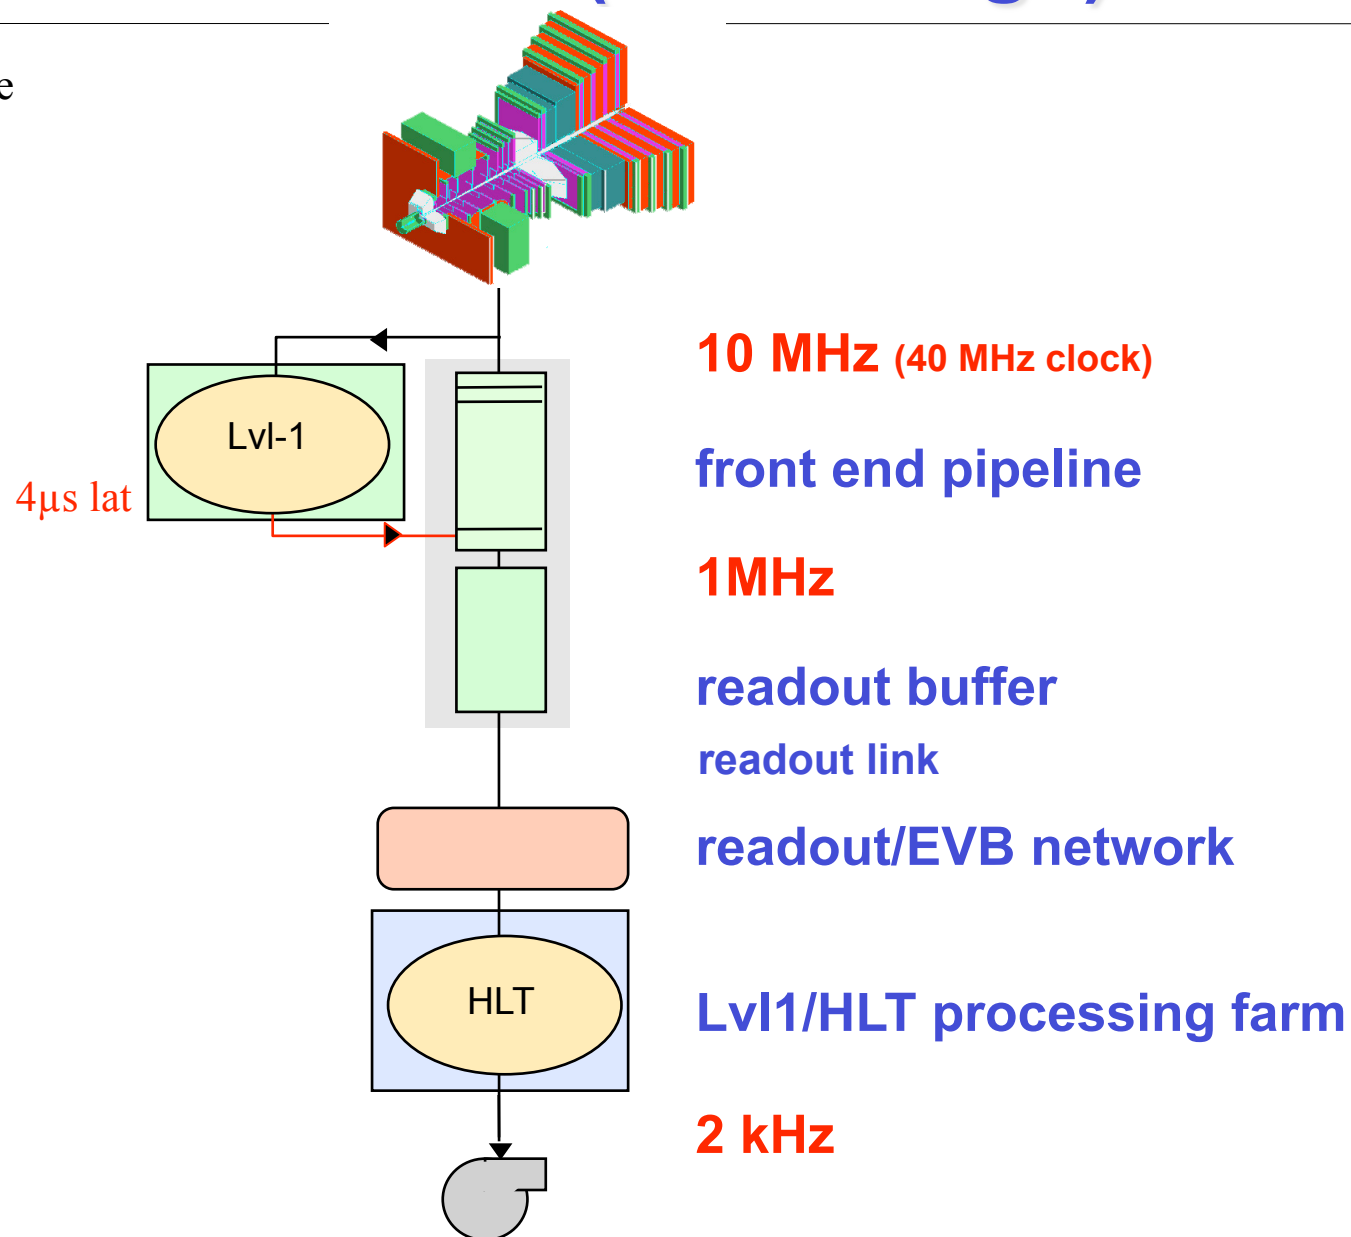 10 MHz (40 MHz clock)
Lvl-1
front end pipeline
4µs lat
1MHz
readout buffer
readout link
readout/EVB network
HLT
Lvl1/HLT processing farm
2 kHz